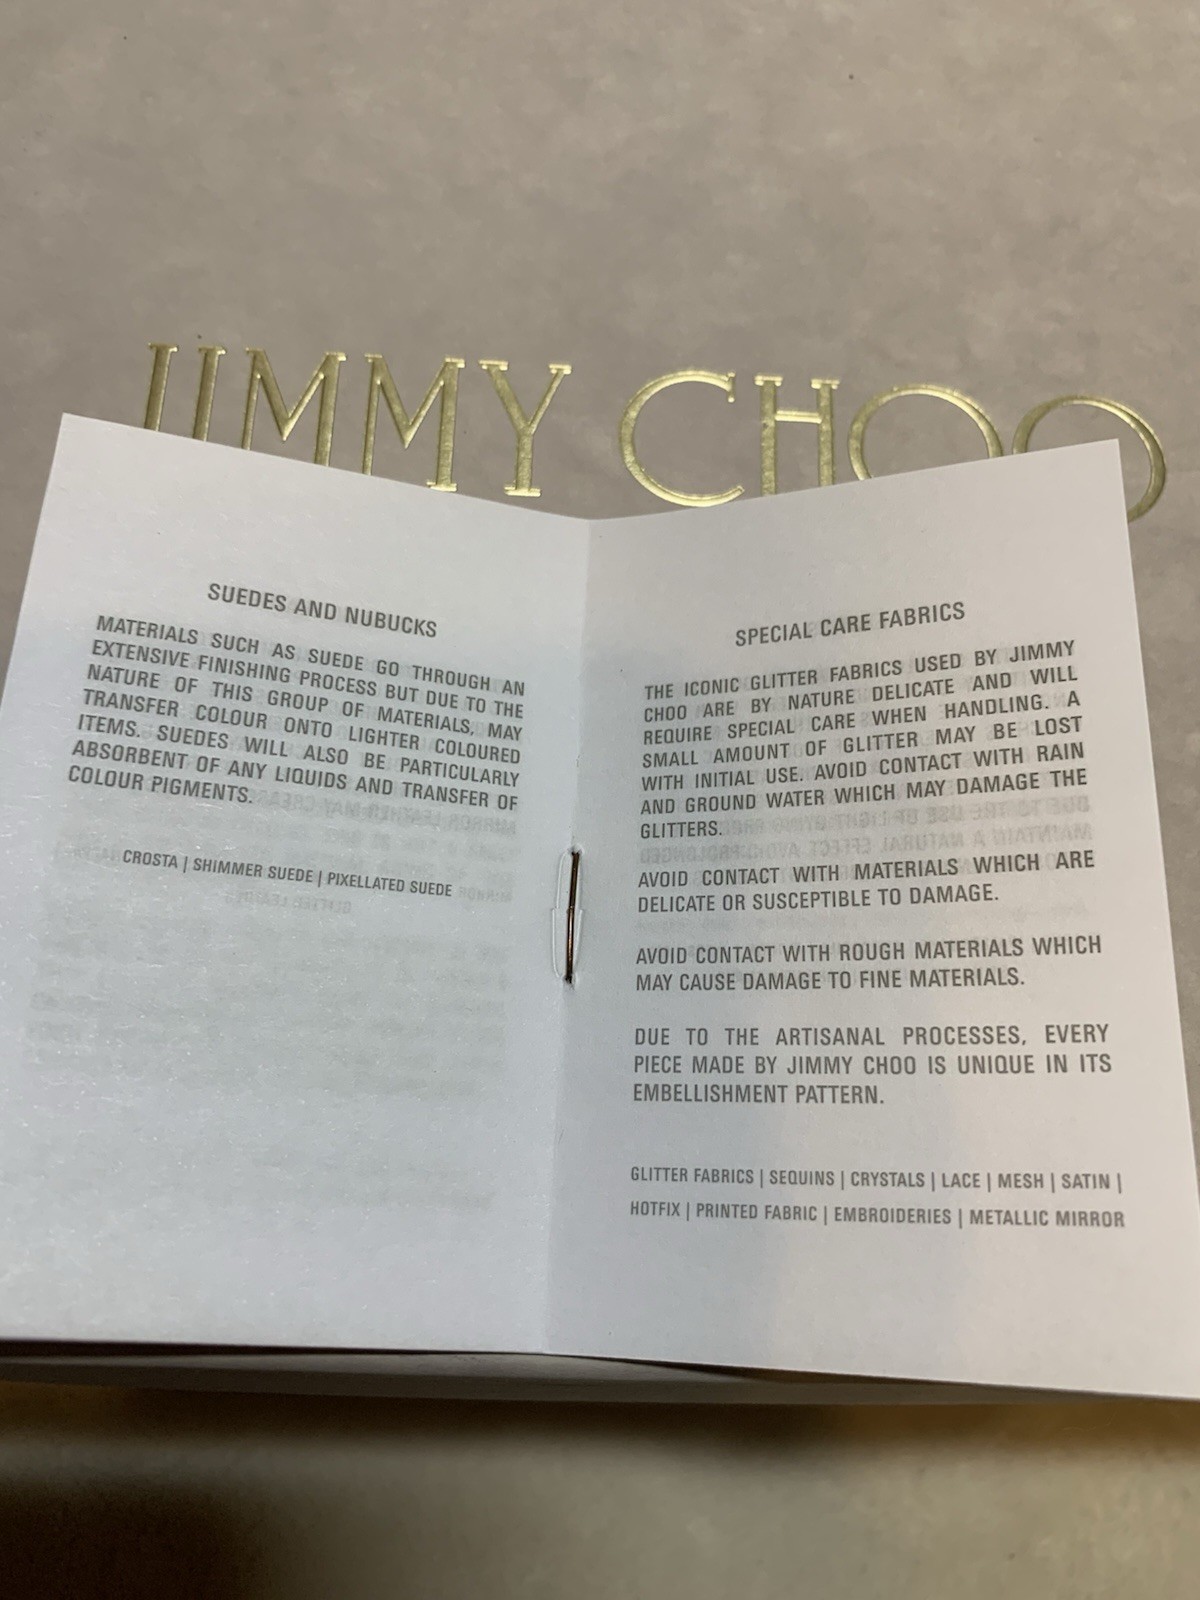 JIMMY CHOO
SUEDES AND NUBUCKS
MATERIALS SUCH AS SUEDE GO THROUGH AN
EXTENSIVE FINISHING PROCESS BUT DUE TO THE
NATURE OF THIS GROUP OF MATERIALS, MAY
TRANSFER COLOUR ONTO LIGHTER COLOURED
ITEMS. SUEDES WILL ALSO BE PARTICULARLY
ABSORBENT OF ANY LIQUIDS AND TRANSFER OF
COLOUR PIGMENTS.
CROSTA | SHIMMER SUEDE | PIXELLATED SUEDE
SPECIAL CARE FABRICS
THE ICONIC GLITTER FABRICS USED BY JIMMY
CHOO ARE BY NATURE DELICATE AND WILL
REQUIRE SPECIAL CARE WHEN HANDLING. A
SMALL AMOUNT OF GLITTER MAY BE LOST
WITH INITIAL USE. AVOID CONTACT WITH RAIN
AND GROUND WATER WHICH MAY DAMAGE THE
GLITTERS.
AVOID CONTACT WITH MATERIALS WHICH ARE
DELICATE OR SUSCEPTIBLE TO DAMAGE.
AVOID CONTACT WITH ROUGH MATERIALS WHICH
MAY CAUSE DAMAGE TO FINE MATERIALS.
DUE TO THE ARTISANAL PROCESSES, EVERY
PIECE MADE BY JIMMY CHOO IS UNIQUE IN ITS
EMBELLISHMENT PATTERN.
GLITTER FABRICS | SEQUINS | CRYSTALS | LACE | MESH | SATIN |
HOTFIX | PRINTED FABRIC | EMBROIDERIES | METALLIC MIRROR